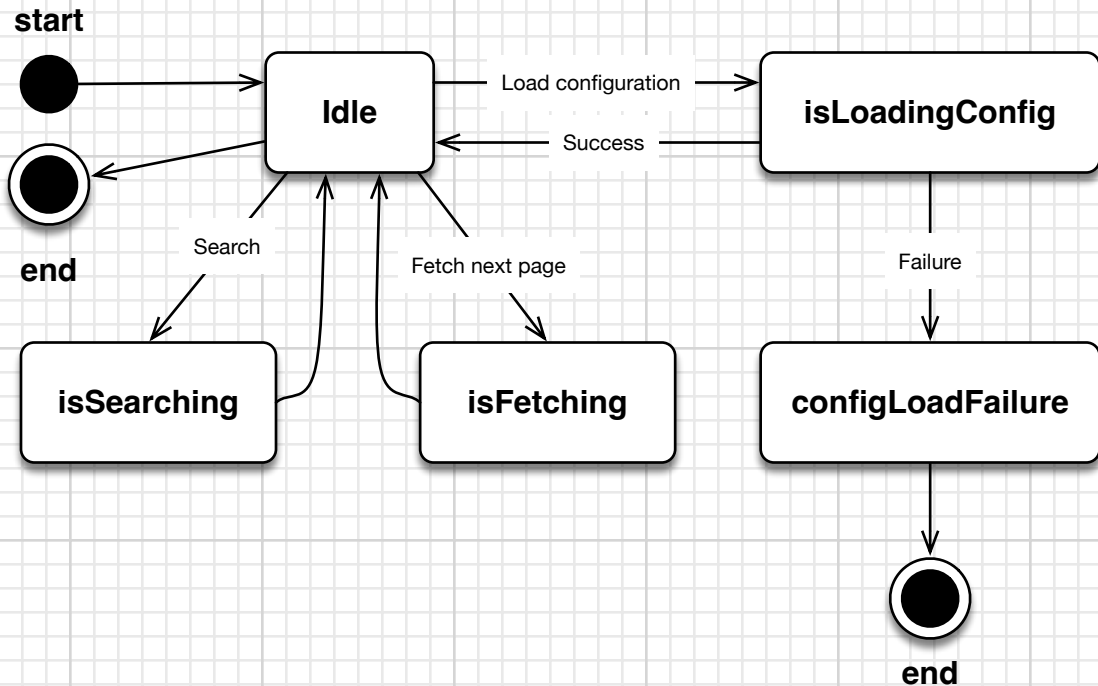 start
Idle
Load configuration
isLoadingConfig
Success
end
Search
Fetch next page
Failure
isSearching
isFetching
configLoadFailure
end